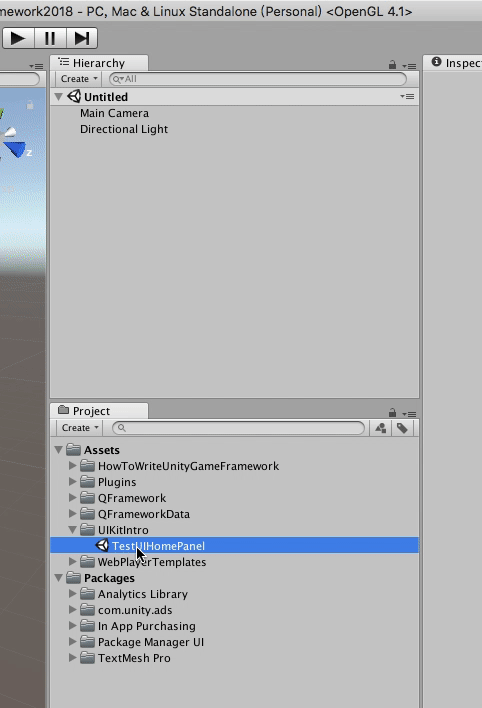 mework2018 - PC, Mac & Linux Standalone (Personal) <OpenGL 4.1>
Hierarchy
Inspec
Create
All
Untitled
Main Camera
Directional Light
z
Project
Create
Assets
HowToWriteUnityGameFramework
Plugins
QFramework
QFrameworkData
UIKitIntro
TestUIHomePanel
WebPlayerTemplates
Packages
Analytics Library
com.unity.ads
In App Purchasing
Package Manager UI
TextMesh Pro